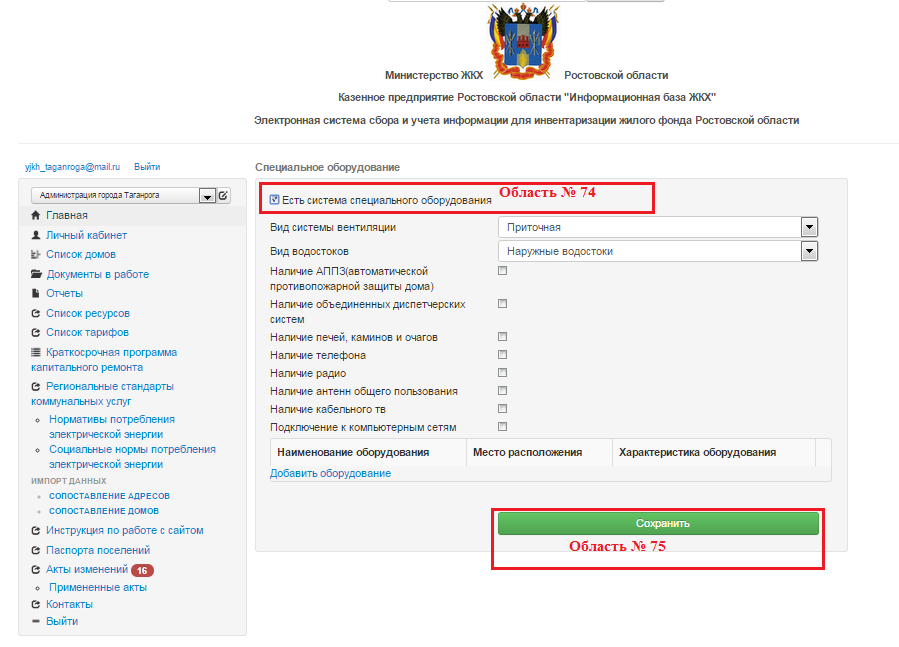 Министерство ЖКХ Ростовской области
Казенное предприятие Ростовской области "Информационная база ЖКХ"
Электронная система сбора и учета информации для инвентаризации жилого фонда Ростовской области
yjkh_taganroga@mail.ru Выйти
Администрация города Таганрога
Главная
Личный кабинет
Список домов
Документы в работе
Отчеты
Список ресурсов
Список тарифов
Краткосрочная программа
капитального ремонта
Региональные стандарты
коммунальных услуг
Нормативы потребления
электрической энергии
Социальные нормы потребления
электрической энергии
ИМПОРТ ДАННЫХ
СОПОСТАВЛЕНИЕ АДРЕСОВ
СОПОСТАВЛЕНИЕ ДОМОВ
Инструкция по работе с сайтом
Паспорта поселений
Акты изменений 16
Примененные акты
Контакты
Выйти
Специальное оборудование
Область № 74
Есть система специального оборудования
Вид системы вентиляции Приточная
Вид водостоков Наружные водостоки
Наличие АППЗ(автоматической
противопожарной защиты дома)
Наличие объединенных диспетчерских
систем
Наличие печей, каминов и очагов
Наличие телефона
Наличие радио
Наличие антенн общего пользования
Наличие кабельного тв
Подключение к компьютерным сетям
Наименование оборудования Место расположения Характеристика оборудования
Добавить оборудование
Сохранить
Область № 75